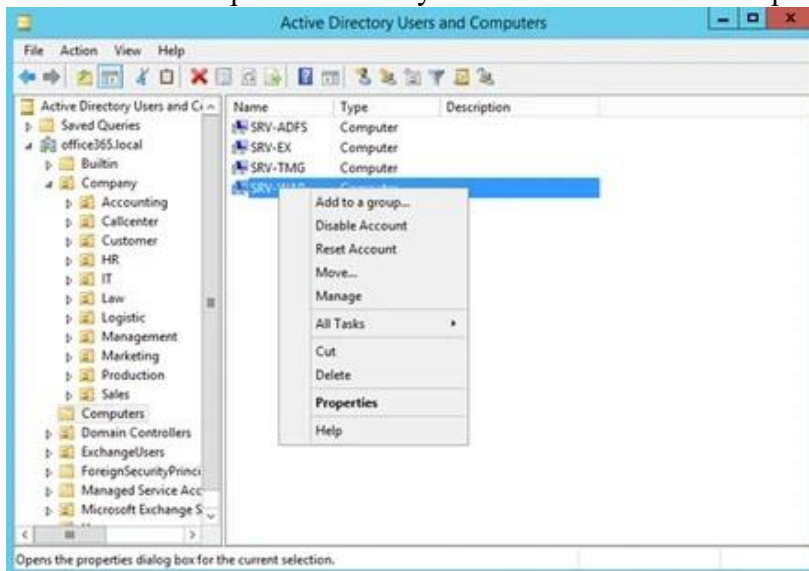 Active Directory Users and Computers
File Action View Help
Active Directory Users and C
Saved Queries
office365.local
Builtin
Company
Accounting
Callcenter
Customer
HR
IT
Law
Logistic
Management
Marketing
Production
Sales
Computers
Domain Controllers
ExchangeUsers
ForeignSecurityPrinci
Managed Service Acc
Microsoft Exchange S
Name Type Description
SRV-ADFS Computer
SRV-EX Computer
SRV-TMG Computer
Add to a group...
Disable Account
Reset Account
Move...
Manage
All Tasks
Cut
Delete
Properties
Help
Opens the properties dialog box for the current selection.